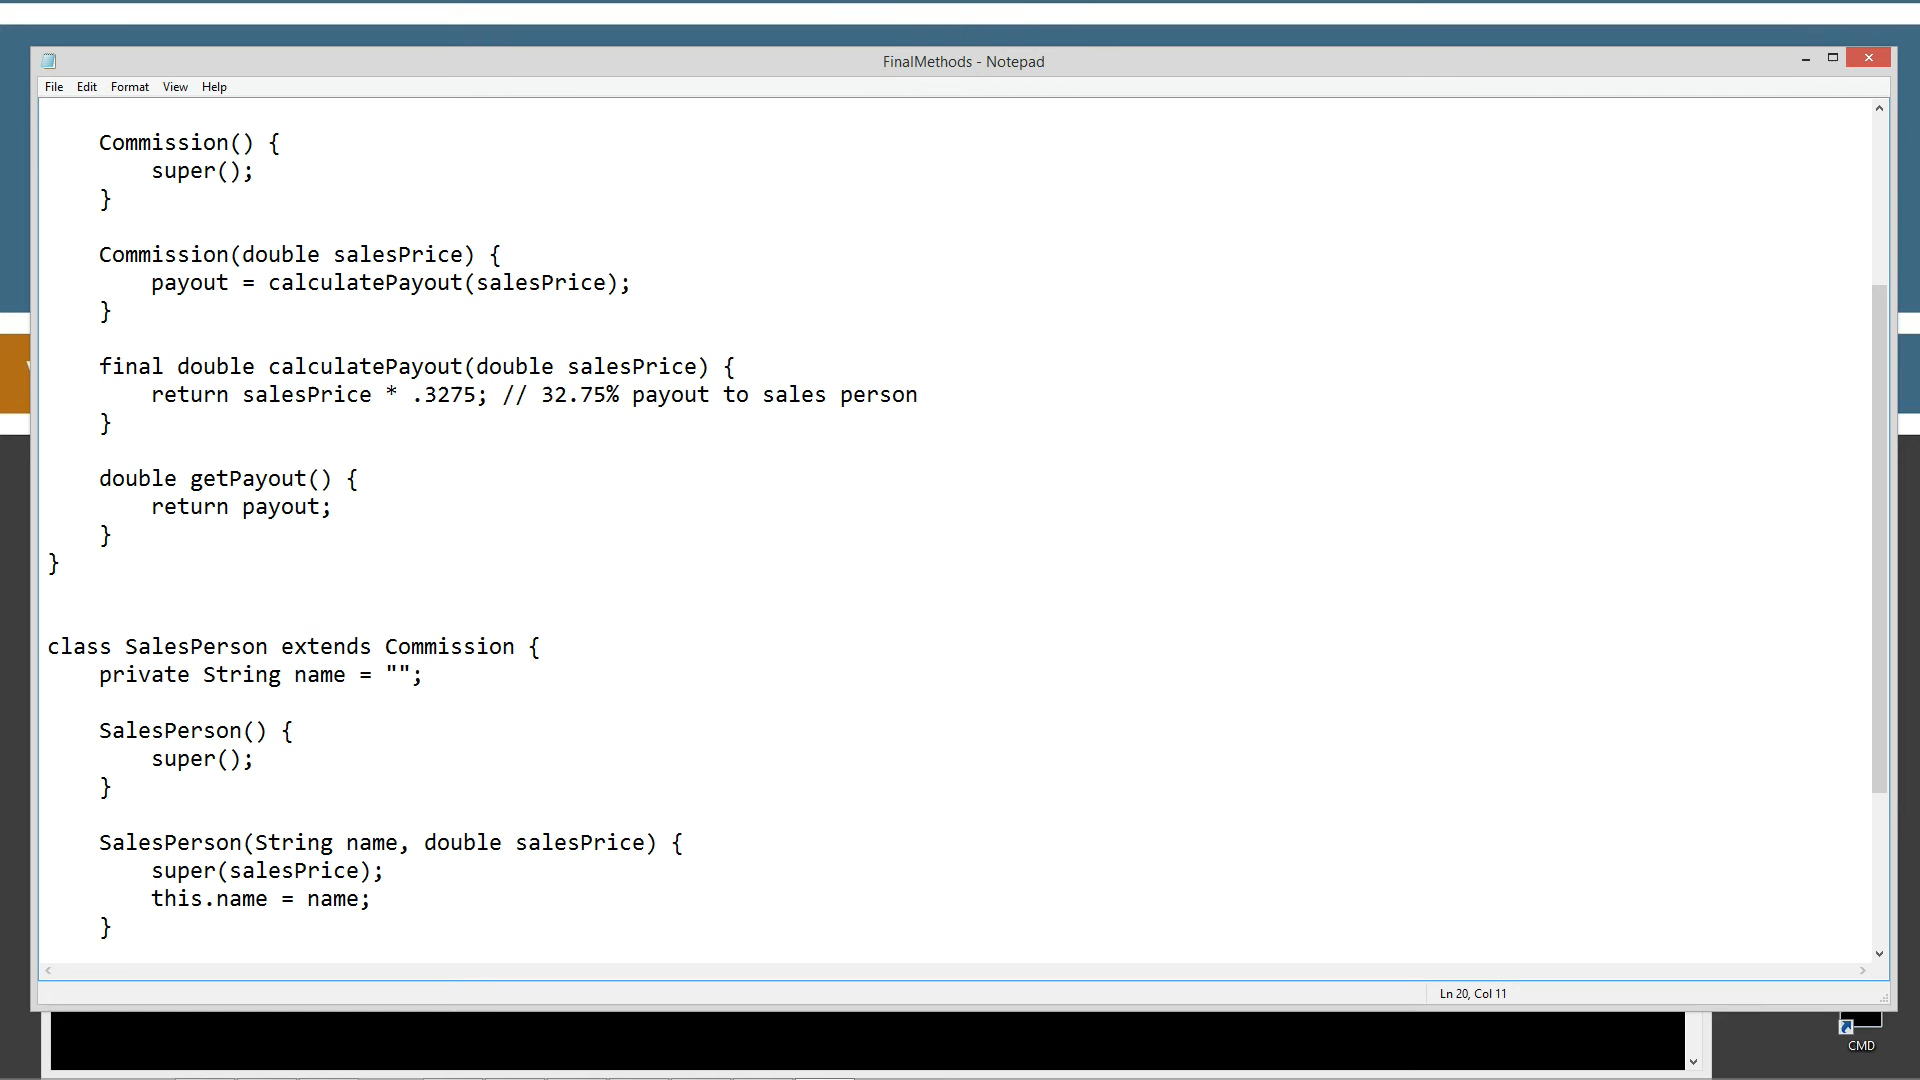 FinalMethods - Notepad
File Edit Format View Help
Commission() {
super();
}
Commission(double salesPrice) {
payout = calculatePayout(salesPrice);
}
final double calculatePayout(double salesPrice) {
return salesPrice * .3275; // 32.75% payout to sales person
}
double getPayout() {
return payout;
}
}
class SalesPerson extends Commission {
private String name = "";
SalesPerson() {
super();
}
SalesPerson(String name, double salesPrice) {
super(salesPrice);
this.name = name;
}
Ln 20, Col 11
CMD